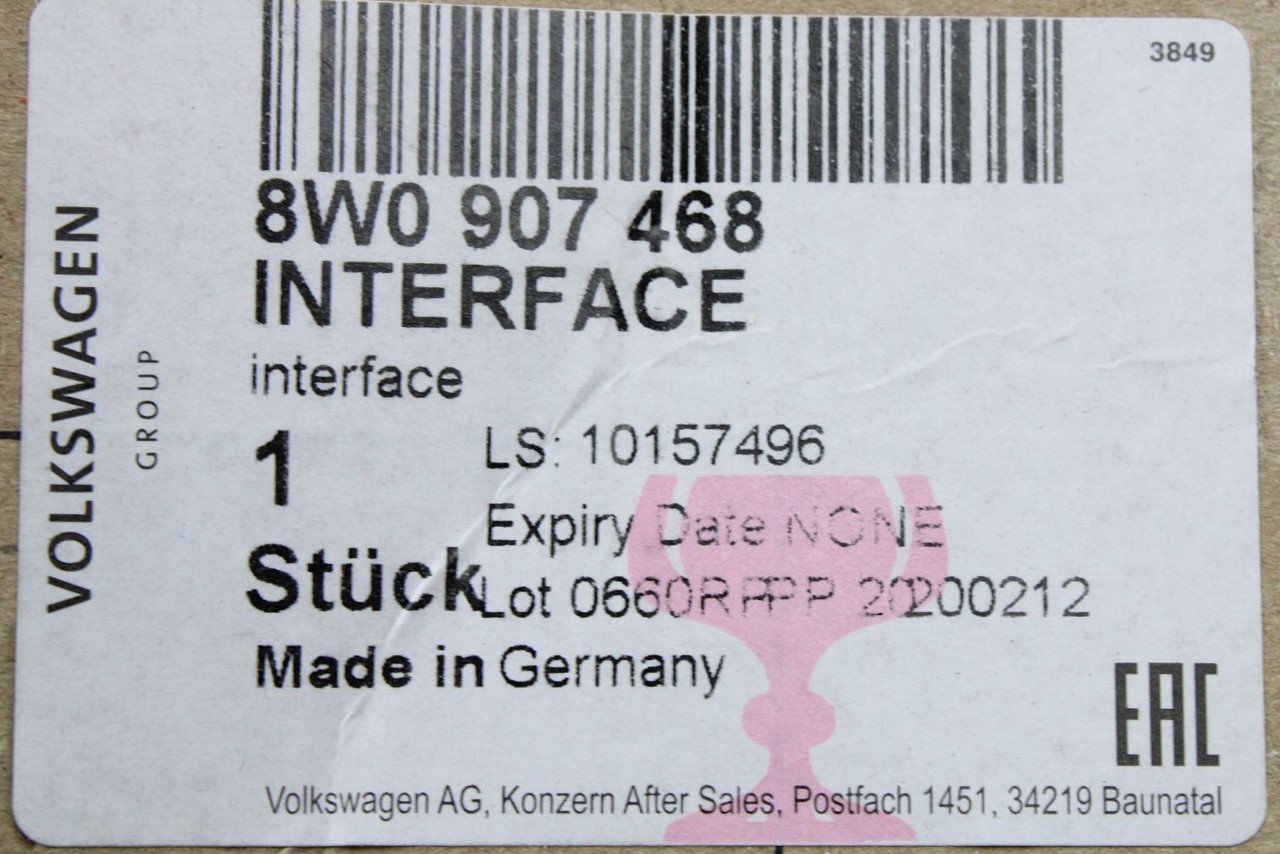 3849
8W0 907 468
INTERFACE
interface
1
LS: 10157496
Expiry Date NONE
Stück
Lot 20200212
Made in Germany
EAC
Volkswagen AG, Konzern After Sales, Postfach 1451, 34219 Baunatal
VOLKSWAGEN
GROUP